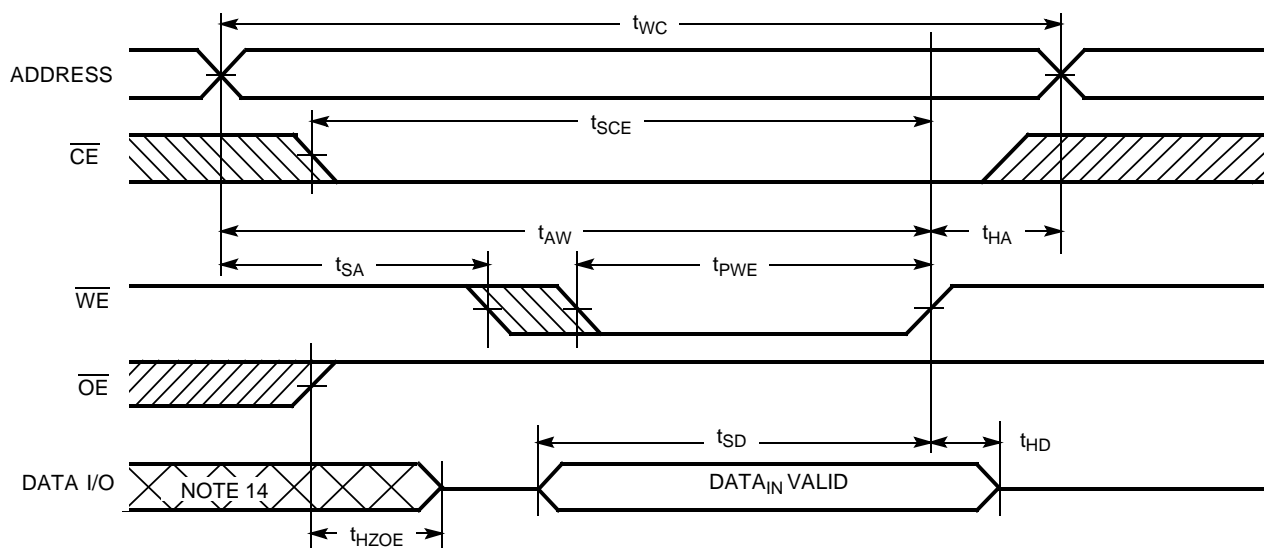 tWC
ADDRESS
tSCE
CE
tAW
tHA
tSA
tPWE
WE
OE
tSD
tHD
DATA I/O
NOTE 14
DATAIN VALID
tHZOE